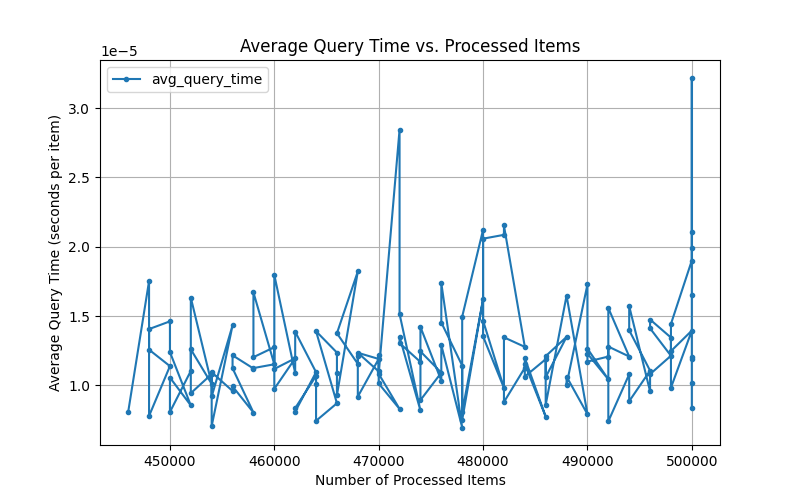 Average Query Time vs. Processed Items
1e−5
avg_query_time
3.0
2.5
2.0
1.5
1.0
Average Query Time (seconds per item)
450000 460000 470000 480000 490000 500000
Number of Processed Items